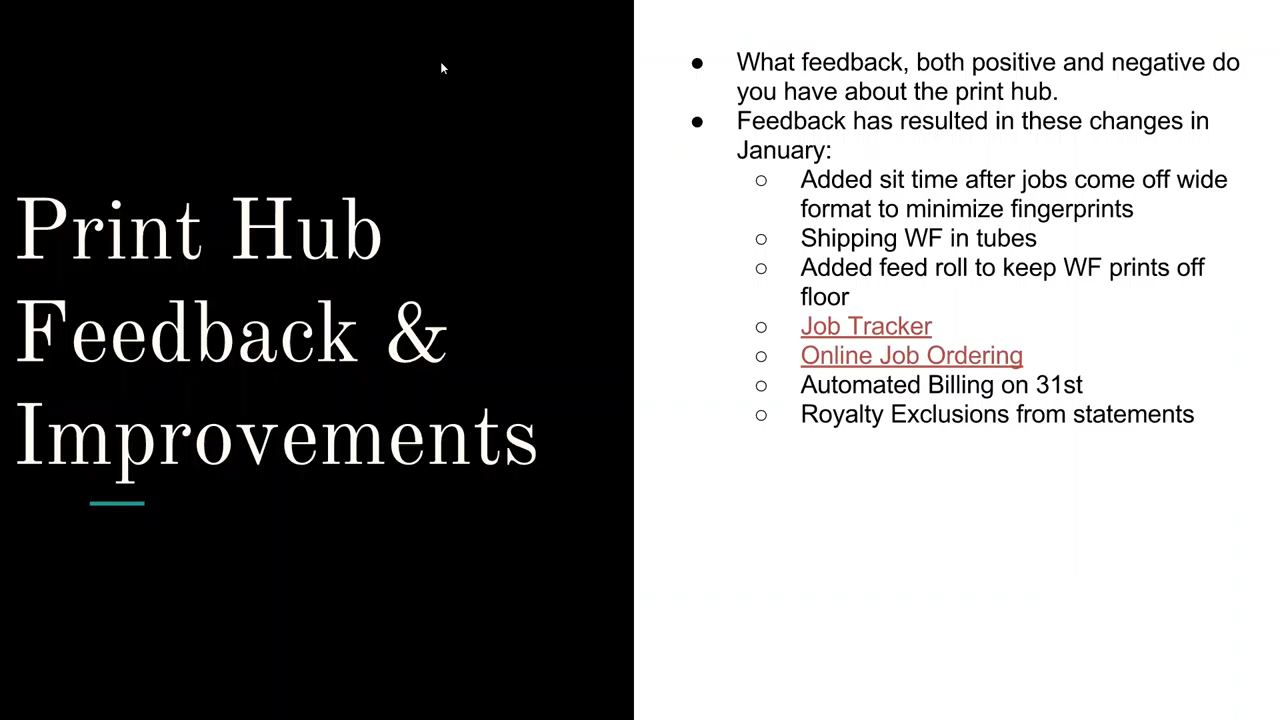 Print Hub
Feedback &
Improvements
● What feedback, both positive and negative do
you have about the print hub.
● Feedback has resulted in these changes in
January:
○ Added sit time after jobs come off wide
format to minimize fingerprints
○ Shipping WF in tubes
○ Added feed roll to keep WF prints off
floor
○ Job Tracker
○ Online Job Ordering
○ Automated Billing on 31st
○ Royalty Exclusions from statements